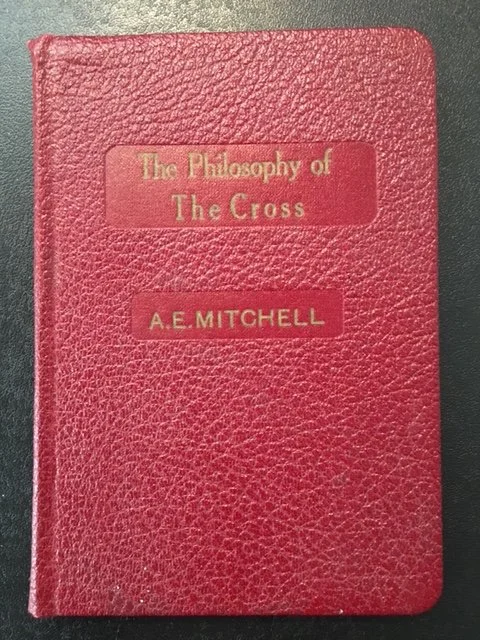 The Philosophy of
The Cross
A.E.MITCHELL